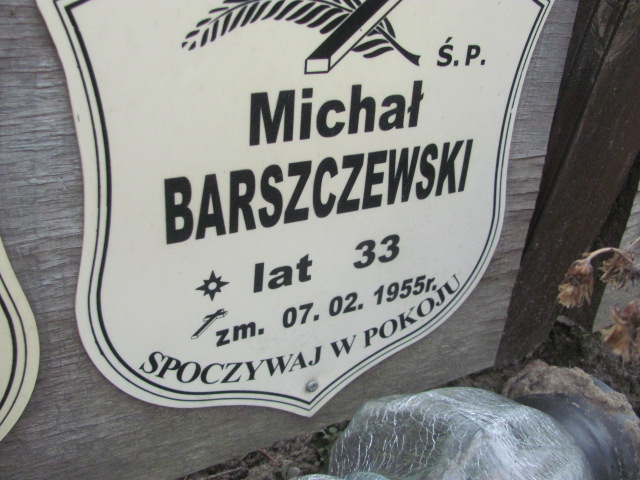 Ś.P.
Michał
BARSZCZEWSKI
lat 33
zm. 07. 02. 1955r.
SPOCZYWAJ W POKOJU